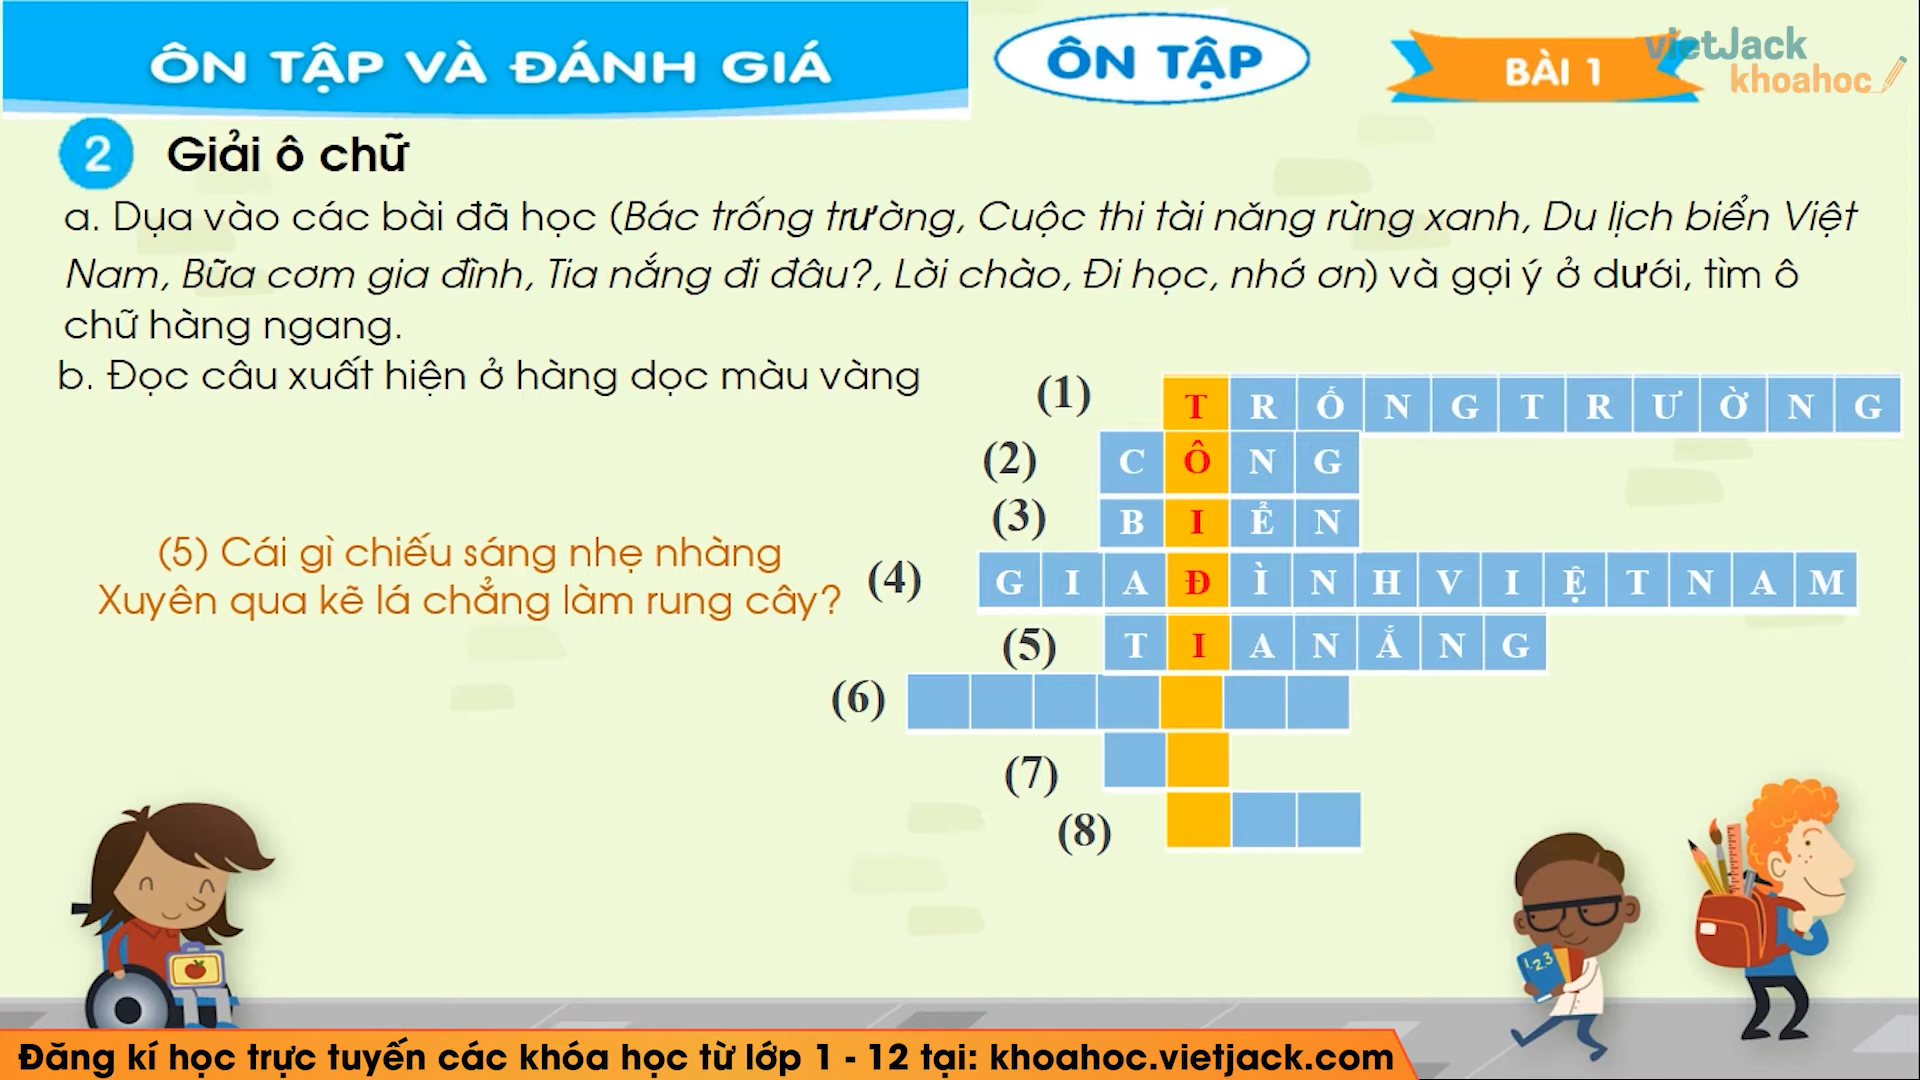 ÔN TẬP VÀ ĐÁNH GIÁ
ÔN TẬP
BÀI 1
vietJack
khoahoc
2 Giải ô chữ
a. Dụa vào các bài đã học (Bác trống trường, Cuộc thi tài năng rừng xanh, Du lịch biển Việt
Nam, Bữa cơm gia đình, Tia nắng đi đâu?, Lời chào, Đi học, nhớ ơn) và gợi ý ở dưới, tìm ô
chữ hàng ngang.
b. Đọc câu xuất hiện ở hàng dọc màu vàng
(5) Cái gì chiếu sáng nhẹ nhàng
Xuyên qua kẽ lá chẳng làm rung cây?
(1) T R Ố N G T R Ư Ờ N G
(2) C Ô N G
(3) B I Ể N
(4) G I A Đ Ì N H V I Ệ T N A M
(5) T I A N Ắ N G
(6)
(7)
(8)
1,2,3
Đăng kí học trực tuyến các khóa học từ lớp 1 - 12 tại: khoahoc.vietjack.com